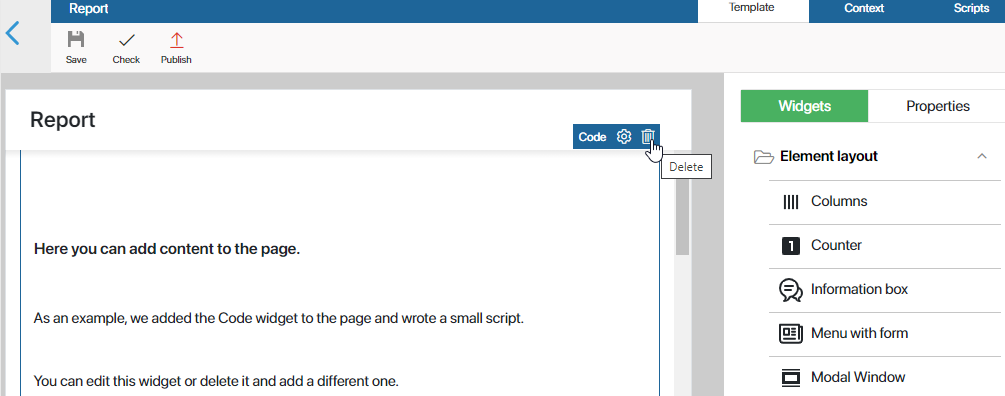 Report
Template
Context
Scripts
Save
Check
Publish
Report
Code
Delete
Here you can add content to the page.
As an example, we added the Code widget to the page and wrote a small script.
You can edit this widget or delete it and add a different one.
Widgets
Properties
Element layout
Columns
1
Counter
Information box
Menu with form
Modal Window